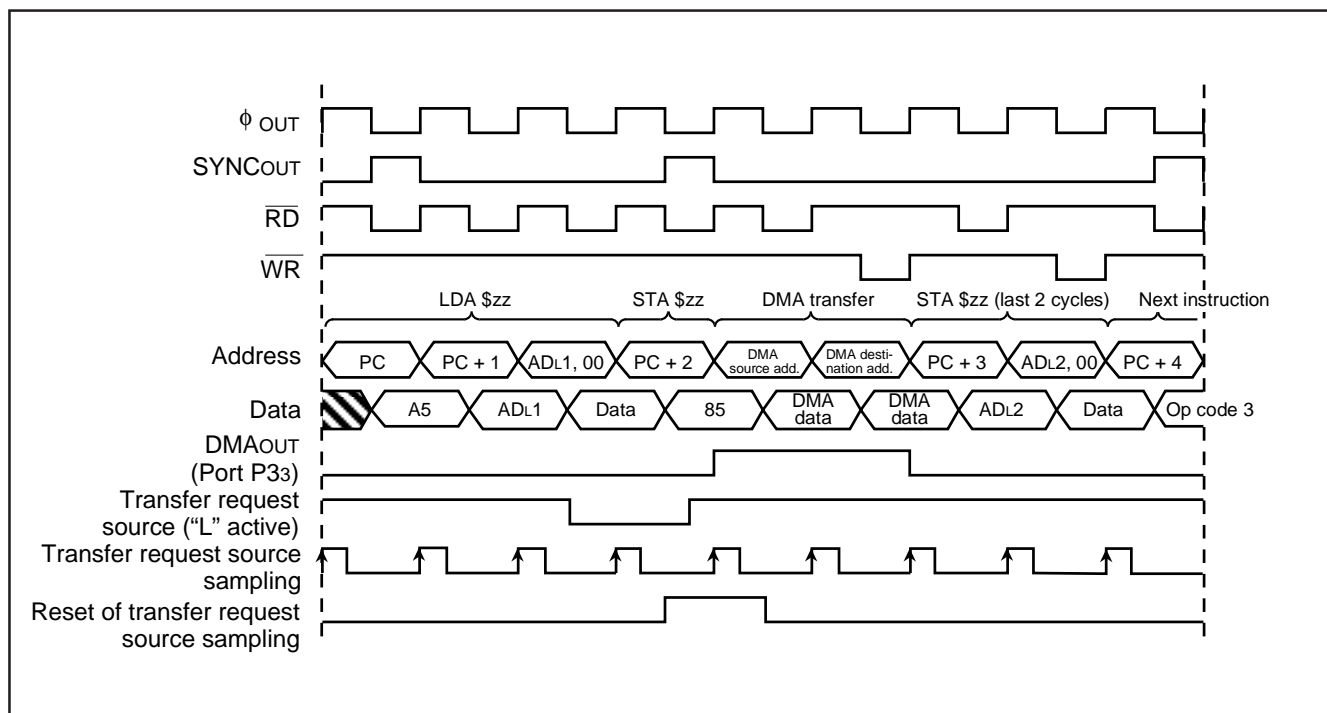 ϕ OUT
SYNCOUT
RD
WR
LDA $zz STA $zz DMA transfer STA $zz (last 2 cycles) Next instruction
Address PC PC + 1 ADL1, 00 PC + 2 DMA source add. DMA desti- nation add. PC + 3 ADL2, 00 PC + 4
Data A5 ADL1 Data 85 DMA data DMA data ADL2 Data Op code 3
DMAOUT
(Port P33)
Transfer request
source (“L” active)
Transfer request source
sampling
Reset of transfer request
source sampling